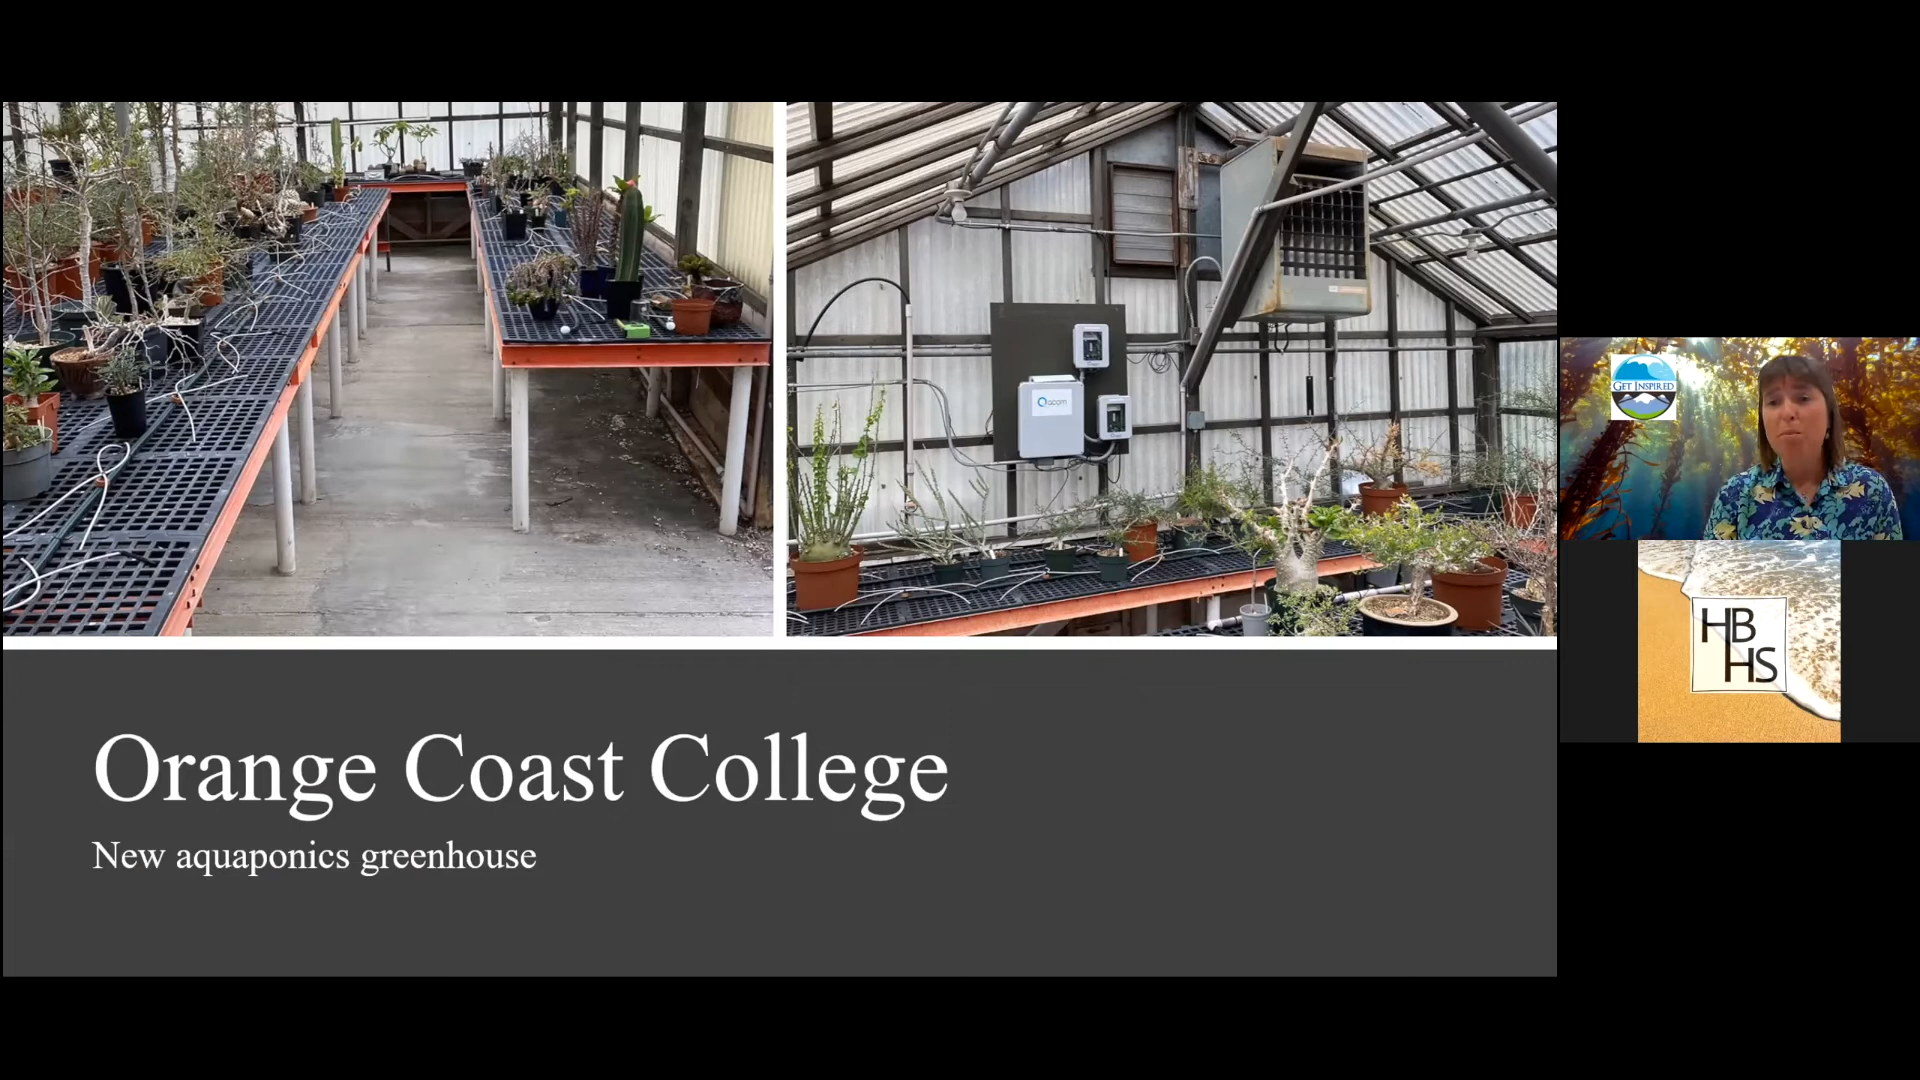 Orange Coast College
New aquaponics greenhouse
GET INSPIRED
HB
HS